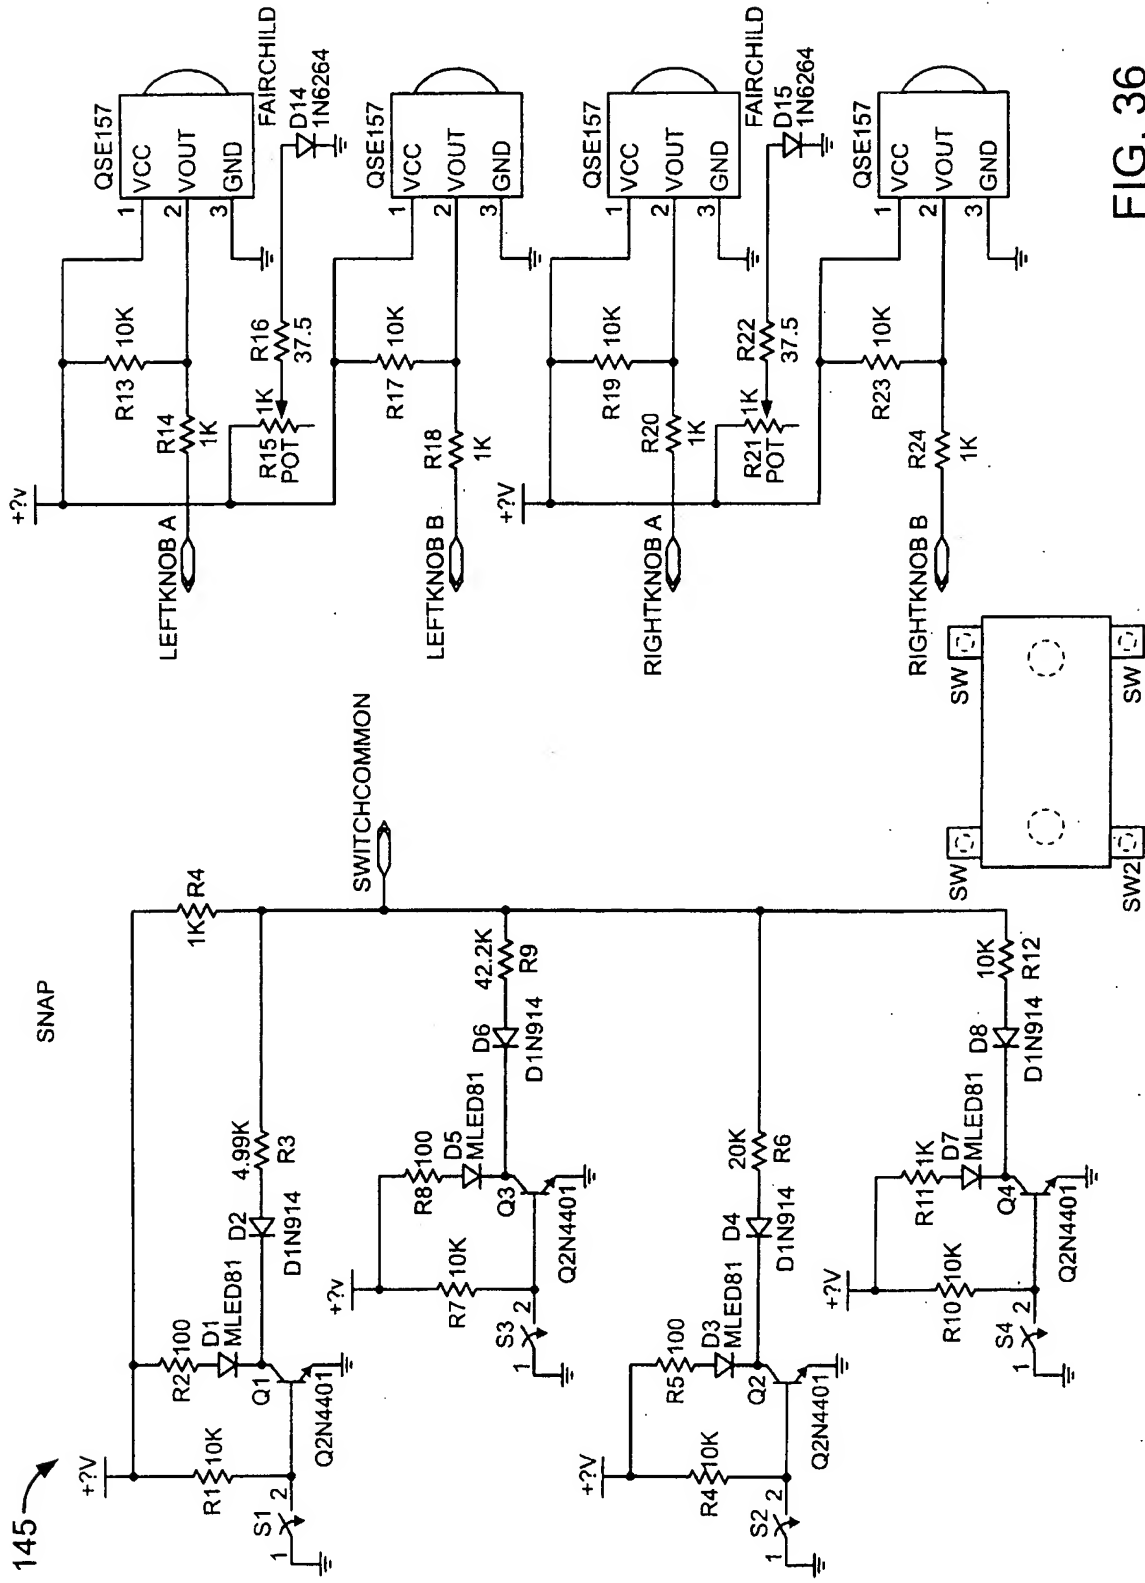 145
SNAP
+?V
R1
10K
R2
100
D1
MLED81
S1
1
2
Q1
Q2N4401
D2
D1N914
4.99K
R3
1K
R4
SWITCHCOMMON
+?v
R7
10K
R8
100
D5
MLED81
S3
1
2
Q3
Q2N4401
D6
D1N914
42.2K
R9
+?V
R4
10K
R5
100
D3
MLED81
S2
1
2
Q2
Q2N4401
D4
D1N914
20K
R6
+?V
R10
10K
R11
1K
D7
MLED81
S4
1
2
Q4
Q2N4401
D8
D1N914
10K
R12
+?v
R13
10K
R14
1K
LEFTKNOB A
QSE157
1
VCC
2
VOUT
3
GND
R15
1K
POT
R16
37.5
FAIRCHILD
D14
1N6264
R17
10K
R18
1K
LEFTKNOB B
QSE157
1
VCC
2
VOUT
3
GND
+?V
R19
10K
R20
1K
RIGHTKNOB A
QSE157
1
VCC
2
VOUT
3
GND
R21
1K
POT
R22
37.5
FAIRCHILD
D15
1N6264
R23
10K
R24
1K
RIGHTKNOB B
QSE157
1
VCC
2
VOUT
3
GND
SW
SW
SW2
SW
FIG. 36